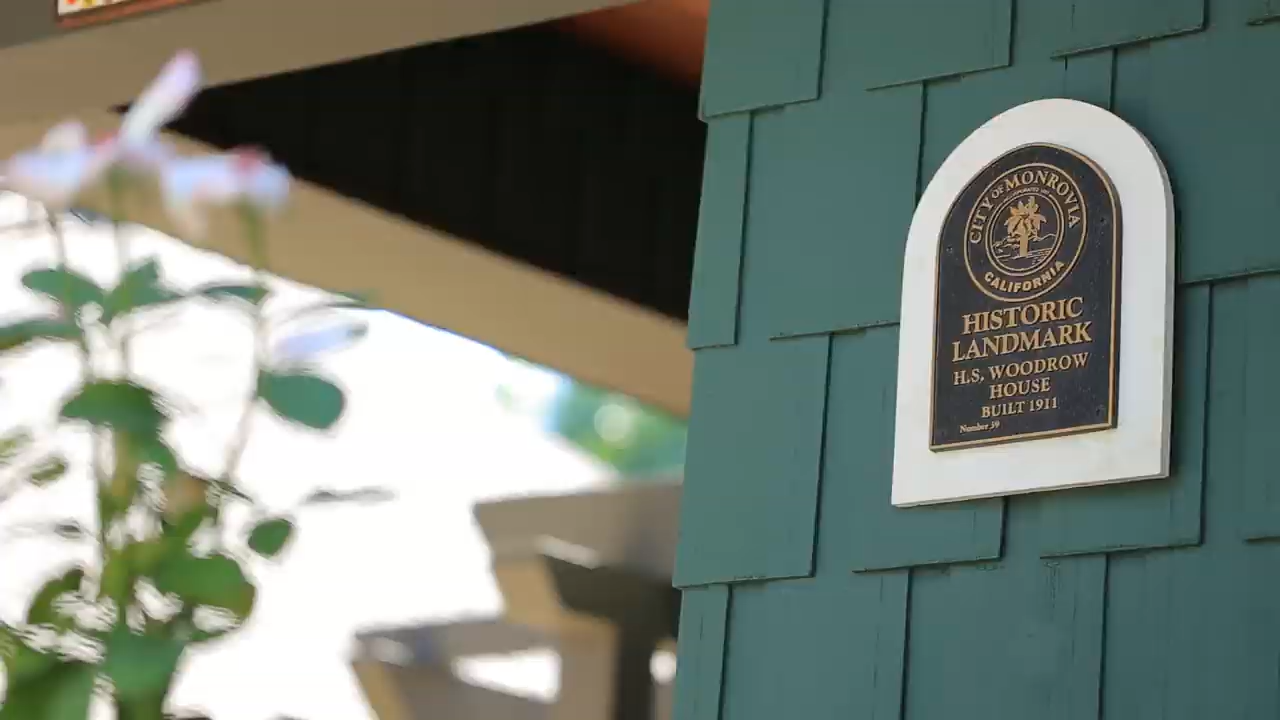 CITY OF MONROVIA
CALIFORNIA
HISTORIC
LANDMARK
H.S. WOODROW
HOUSE
BUILT 1911
Number 39